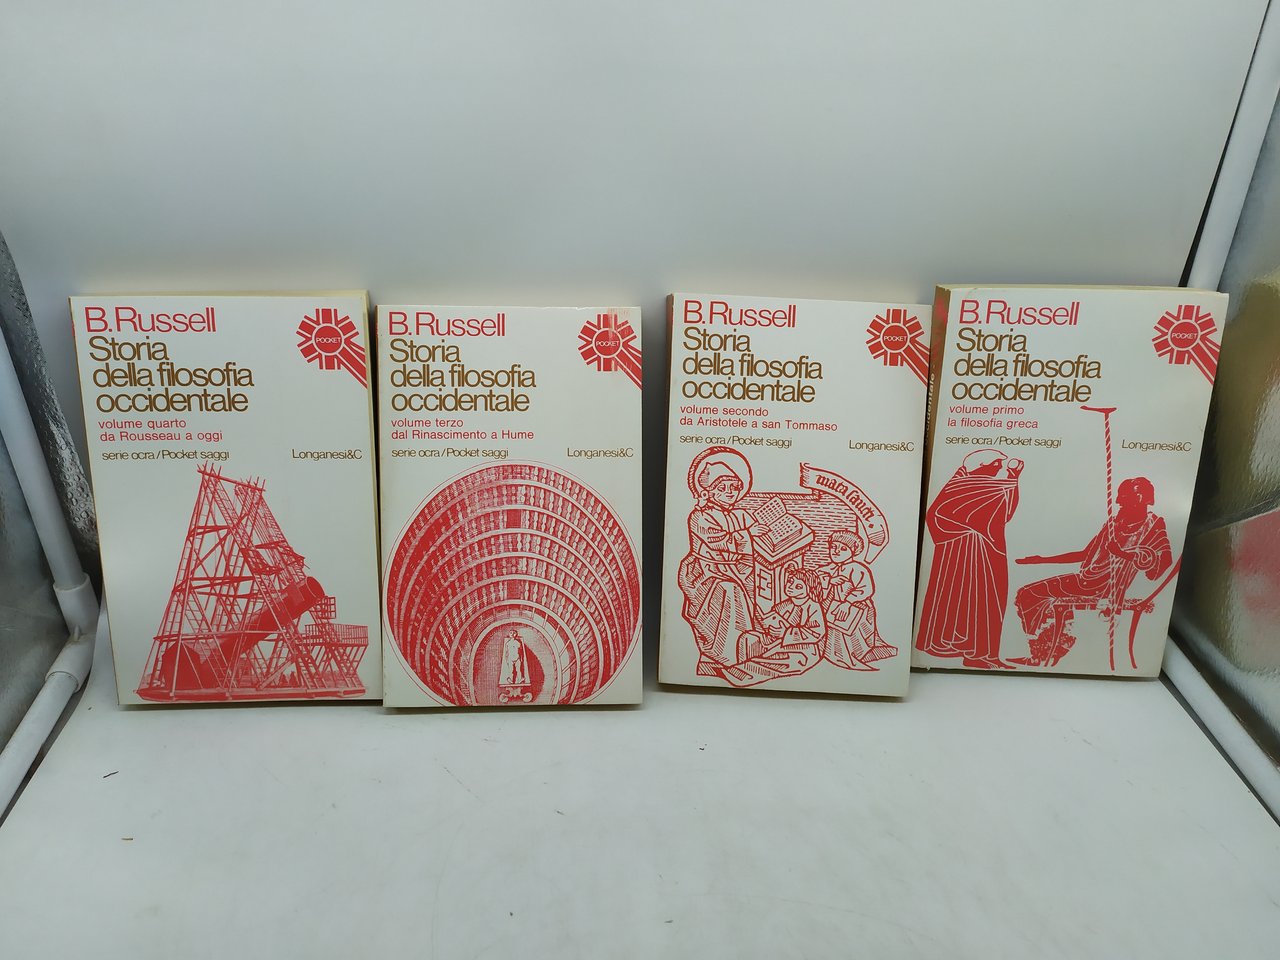 B. Russell
Storia
della filosofia
occidentale
volume quarto
da Rousseau a oggi
serie ocra/Pocket saggi
Longanesi&C
POCKET
B. Russell
Storia
della filosofia
occidentale
volume terzo
dal Rinascimento a Hume
serie ocra/Pocket saggi
Longanesi&C
POCKET
B. Russell
Storia
della filosofia
occidentale
volume secondo
da Aristotele a san Tommaso
serie ocra/Pocket saggi
Longanesi&C
POCKET
B. Russell
Storia
della filosofia
occidentale
volume primo
la filosofia greca
serie ocra/Pocket saggi
Longanesi&C
POCKET